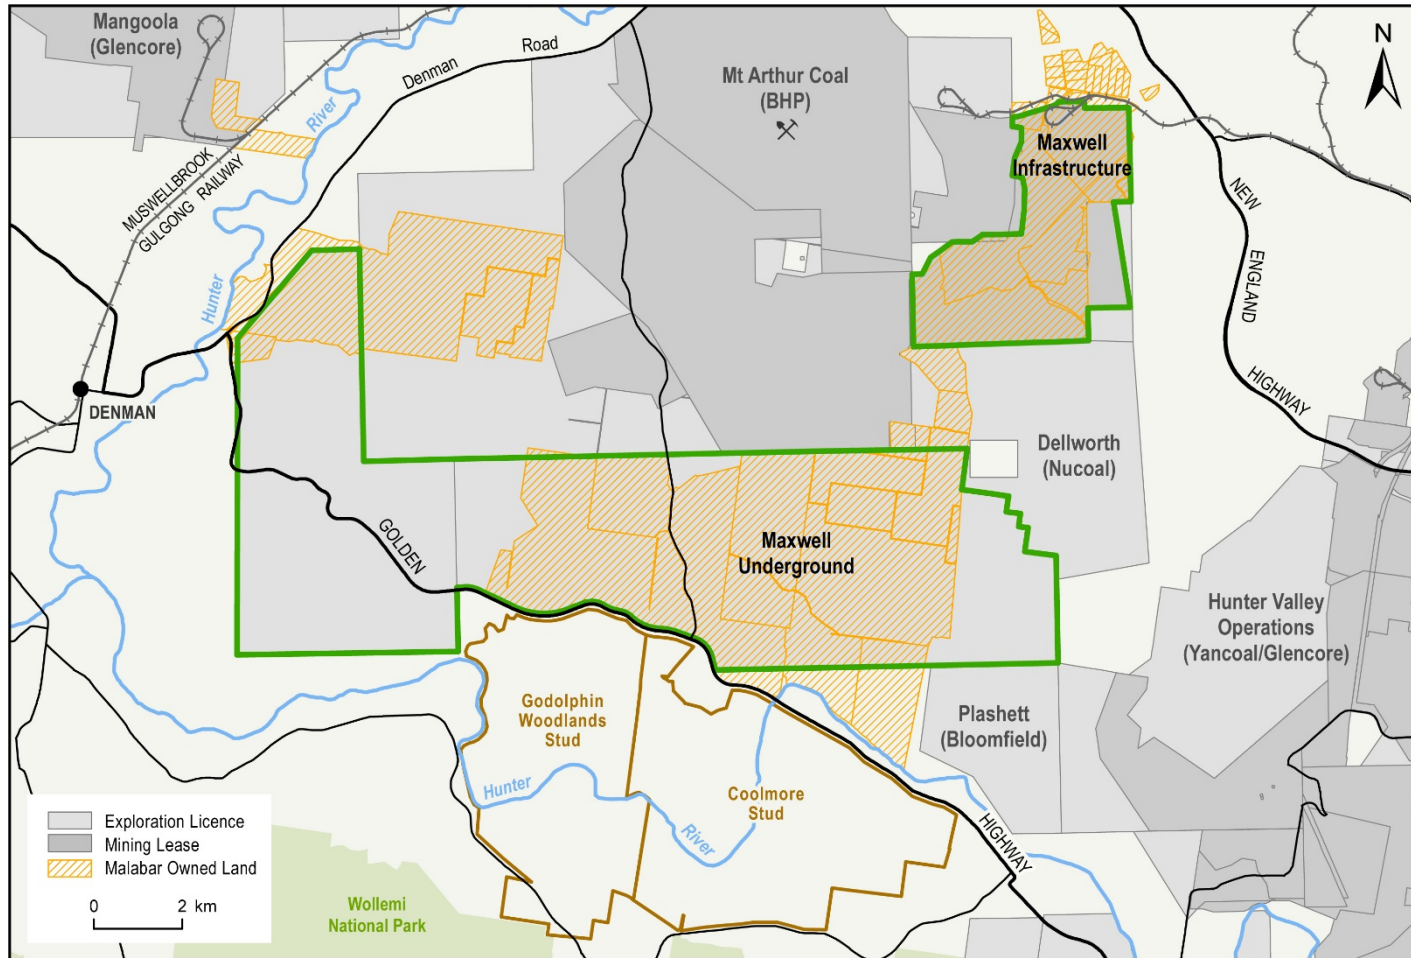 Mangoola
(Glencore)
Denman
Road
River
Mt Arthur Coal
(BHP)
N
Maxwell
Infrastructure
MUSWELLBROOK
GULGONG RAILWAY
NEW
ENGLAND
HIGHWAY
Hunter
DENMAN
Dellworth
(Nucoal)
GOLDEN
Maxwell
Underground
Hunter Valley
Operations
(Yancoal/Glencore)
Godolphin
Woodlands
Stud
Plashett
(Bloomfield)
Hunter
Coolmore
Stud
River
HIGHWAY
Exploration Licence
Mining Lease
Malabar Owned Land
0 2 km
Wollemi
National Park